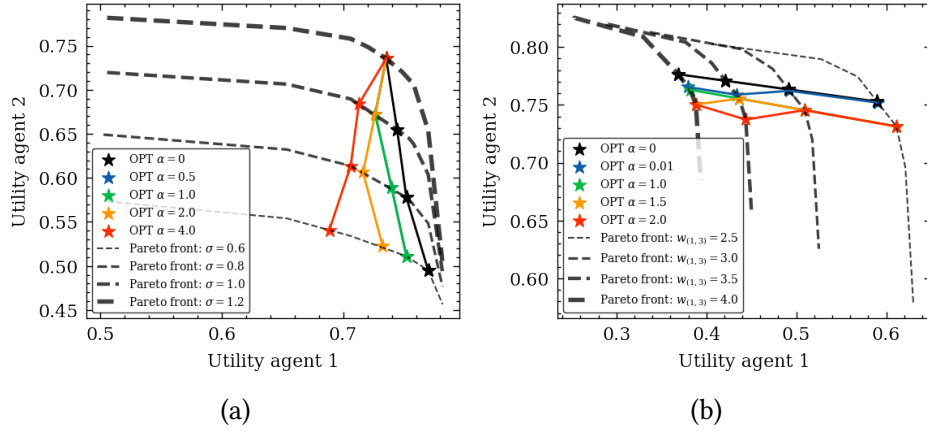 0.75
0.70
0.65
0.60
0.55
0.50
0.45
Utility agent 2
OPT α = 0
OPT α = 0.5
OPT α = 1.0
OPT α = 2.0
OPT α = 4.0
Pareto front: σ = 0.6
Pareto front: σ = 0.8
Pareto front: σ = 1.0
Pareto front: σ = 1.2
0.5 0.6 0.7
Utility agent 1
(a)
0.80
0.75
0.70
0.65
0.60
Utility agent 2
OPT α = 0
OPT α = 0.01
OPT α = 1.0
OPT α = 1.5
OPT α = 2.0
Pareto front: w(1, 3) = 2.5
Pareto front: w(1, 3) = 3.0
Pareto front: w(1, 3) = 3.5
Pareto front: w(1, 3) = 4.0
0.3 0.4 0.5 0.6
Utility agent 1
(b)